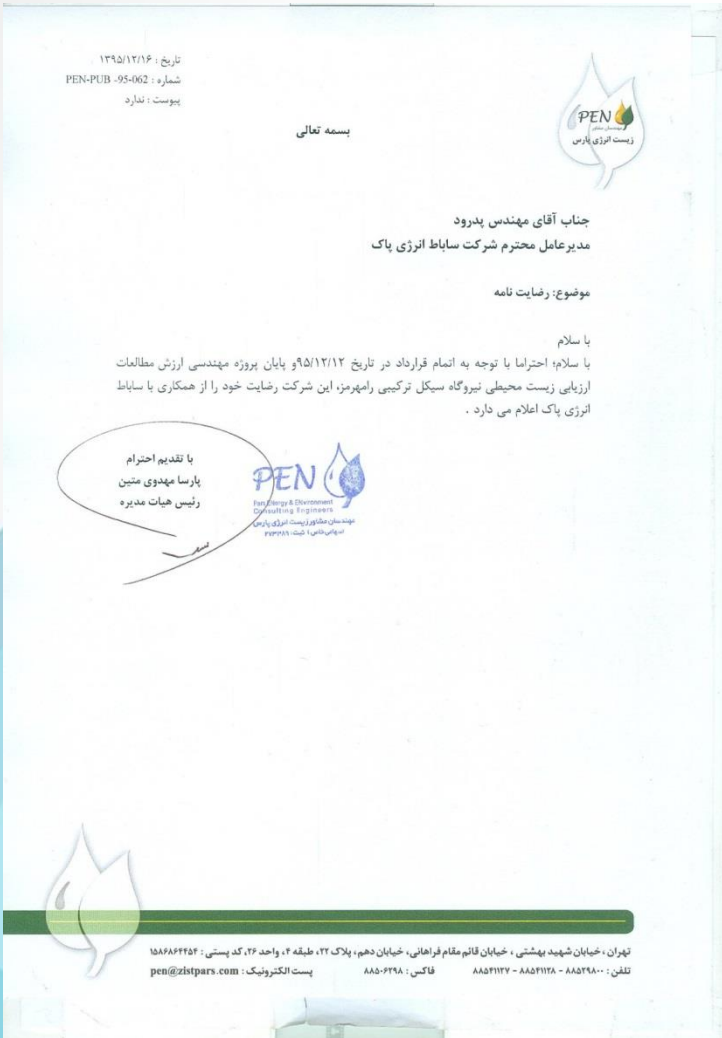 تاریخ : ۱۳۹۵/۱۲/۱۶
شماره : PEN-PUB -95-062
پیوست : ندارد
PEN
مهندسان مشاور
زیست انرژی پارس
بسمه تعالی
جناب آقای مهندس پدرود
مدیرعامل محترم شرکت ساباط انرژی پاک
موضوع: رضایت نامه
با سلام
با سلام؛ احتراما با توجه به اتمام قرارداد در تاریخ ۹۵/۱۲/۱۲و پایان پروژه مهندسی ارزش مطالعات
ارزیابی زیست محیطی نیروگاه سیکل ترکیبی رامهرمز، این شرکت رضایت خود را از همکاری با ساباط
انرژی پاک اعلام می دارد .
با تقدیم احترام
پارسا مهدوی متین
رئیس هیات مدیره
PEN
Pars Energy & ENvironment
Consulting Engineers
مهندسان مشاور زیست انرژی پارس
تهران ، خیابان شهید بهشتی ، خیابان قائم مقام فراهانی، خیابان دهم، پلاک ۲۲، طبقه ۴، واحد ۲۶، کد پستی : ۱۵۸۶۸۶۴۴۵۴
تلفن : ۸۸۵۲۹۸۰۰ - ۸۸۵۴۱۱۲۸ - ۸۸۵۴۱۱۲۷ فاکس : ۸۸۵۰۶۲۹۸ پست الکترونیک : pen@zistpars.com